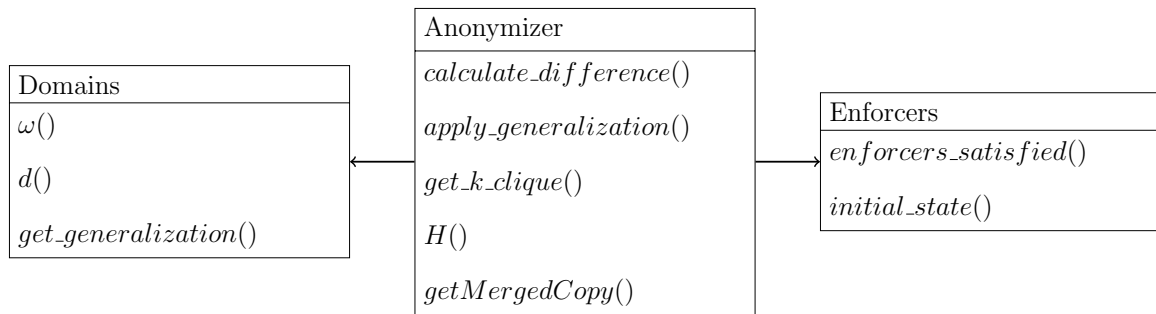 Domains
ω()
d()
get_generalization()
Anonymizer
calculate_difference()
apply_generalization()
get_k_clique()
H()
getMergedCopy()
Enforcers
enforcers_satisfied()
initial_state()